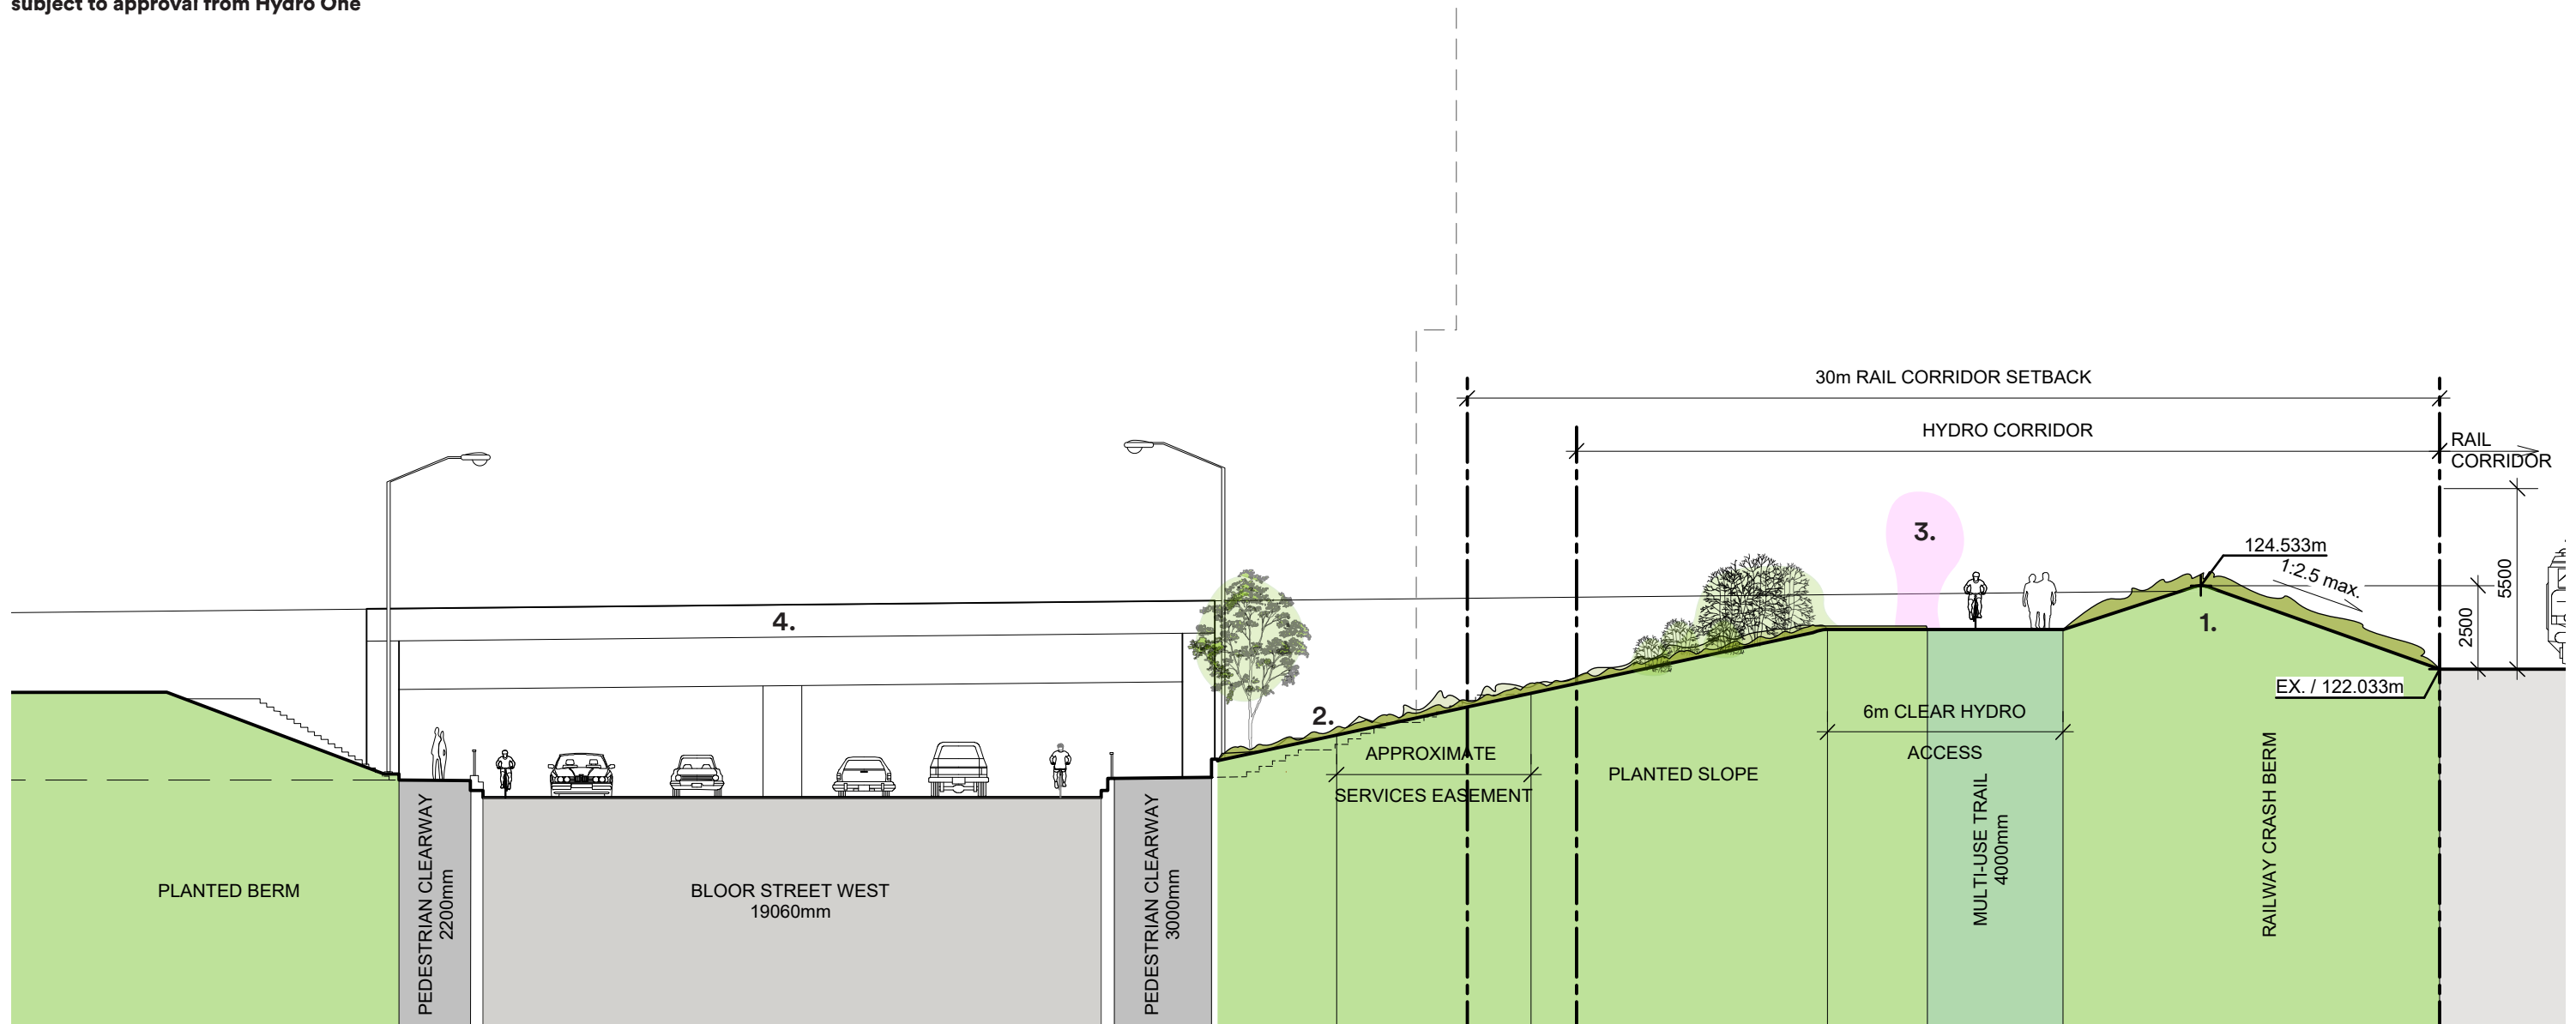 subject to approval from Hydro One
30m RAIL CORRIDOR SETBACK
HYDRO CORRIDOR
RAIL
CORRIDOR
3.
124.533m
1:2.5 max.
5500
2500
4.
1.
EX. / 122.033m
2.
6m CLEAR HYDRO
ACCESS
APPROXIMATE
SERVICES EASEMENT
PLANTED SLOPE
MULTI-USE TRAIL
4000mm
RAILWAY CRASH BERM
PLANTED BERM
PEDESTRIAN CLEARWAY
2200mm
BLOOR STREET WEST
19060mm
PEDESTRIAN CLEARWAY
3000mm